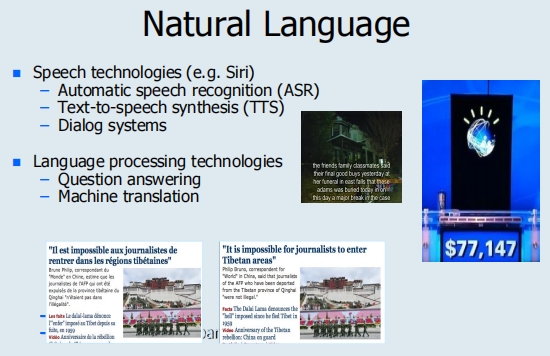 Natural Language
Speech technologies (e.g. Siri)
Automatic speech recognition (ASR)
Text-to-speech synthesis (TTS)
Dialog systems
Language processing technologies
Question answering
Machine translation
the friends family classmates said
their final good buys yesterday at
her funeral in east falls that these
adams was buried today in on
this day a major break in the case
$77,147
"Il est impossible aux journalistes de
rentrer dans les régions tibétaines"
Bruno Philip, correspondant du
"Monde" en Chine, estime que les
journalistes de l'AFP qui ont été
expulsés de la province tibétaine du
Qinghai "n'étaient pas dans
l'illégalité".
Les faits Le dalaï-lama dénonce
l'"enfer" imposé au Tibet depuis sa
fuite, en 1959
Vidéo Anniversaire de la rébellion
"It is impossible for journalists to enter
Tibetan areas"
Philip Bruno, correspondent for
"World" in China, said that journalists
of the AFP who have been deported
from the Tibetan province of Qinghai
"were not illegal."
Facts The Dalai Lama denounces the
"hell" imposed since he fled Tibet in
1959
Video Anniversary of the Tibetan
rebellion: China on guard